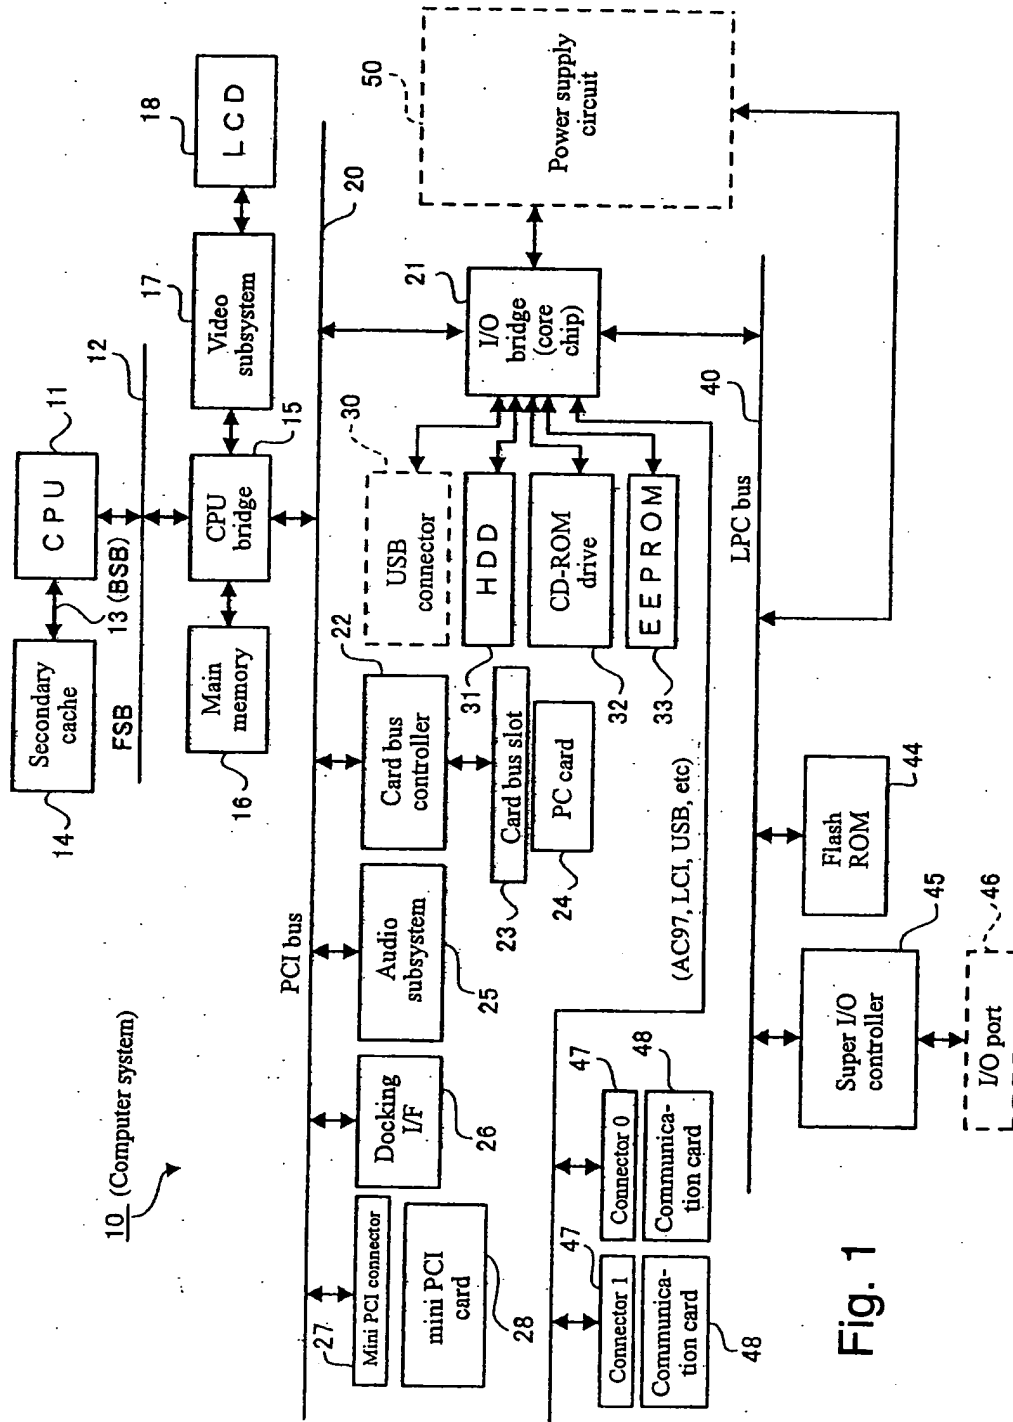 10 (Computer system)
14
Secondary
cache
13 (BSB)
CPU
11
FSB
12
16
Main
memory
CPU
bridge
15
Video
subsystem
17
LCD
18
PCI bus
20
27
Mini PCI connector
mini PCI
card
28
Docking
I/F
26
Audio
subsystem
25
Card bus
controller
22
Card bus slot
23
PC card
24
USB
connector
30
HDD
31
CD-ROM
drive
32
EEPROM
33
I/O
bridge
(core
chip)
21
Power supply
circuit
50
(AC97, LCI, USB, etc)
Connector 1
47
Communica-
tion card
48
Connector 0
47
Communica-
tion card
48
LPC bus
40
Super I/O
controller
45
I/O port
46
Flash
ROM
44
Fig. 1